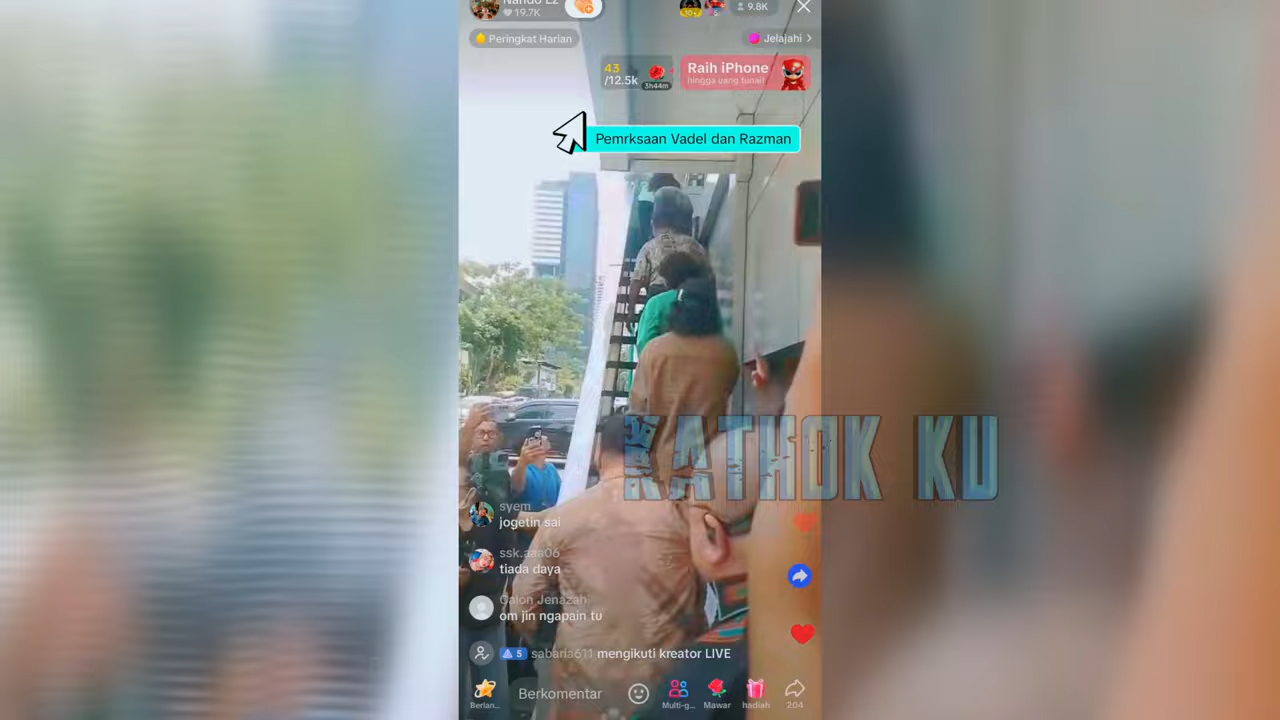 Nando Lz
19.7K
9.8K
Peringkat Harian
Jelajahi >
43
/12.5k
3h44m
Raih iPhone
hingga uang tunai!
Pemrksaan Vadel dan Razman
KATHOK KU
syem
jogetin sai
ssk.aaa06
tiada daya
Galon Jenazah
om jin ngapain tu
5 sabaria611 mengikuti kreator LIVE
Berkomentar
Berlan...
Multi-g...
Mawar
hadiah
204